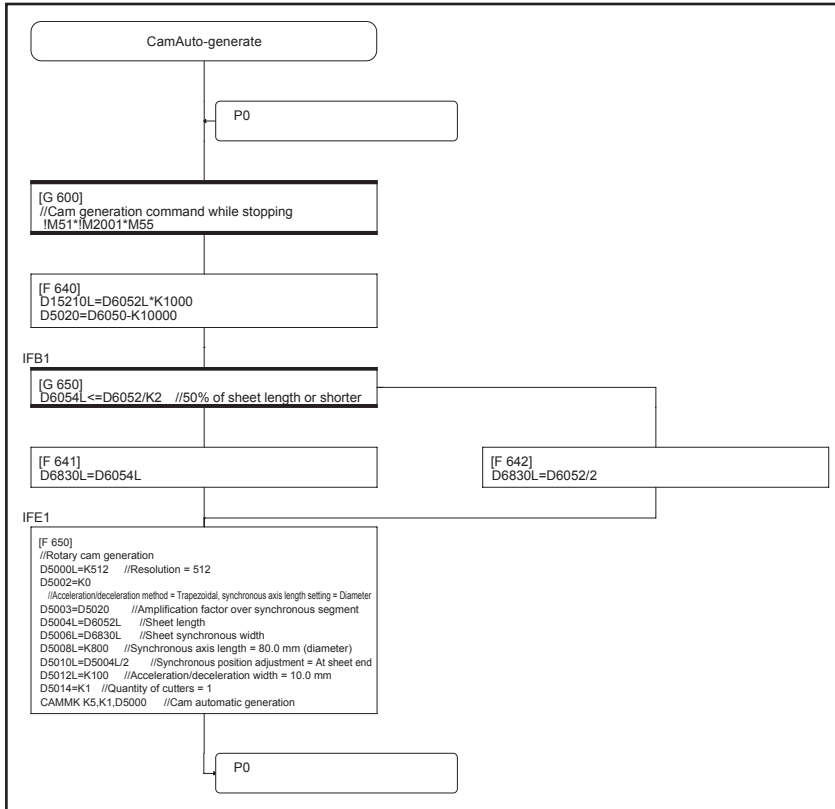 CamAuto-generate
P0
[G 600]
//Cam generation command while stopping
!M51*!M2001*M55
[F 640]
D15210L=D6052L*K1000
D5020=D6050-K10000
IFB1
[G 650]
D6054L<=D6052/K2 //50% of sheet length or shorter
[F 641]
D6830L=D6054L
[F 642]
D6830L=D6052/2
IFE1
[F 650]
//Rotary cam generation
D5000L=K512 //Resolution = 512
D5002=K0
//Acceleration/deceleration method = Trapezoidal, synchronous axis length setting = Diameter
D5003=D5020 //Amplification factor over synchronous segment
D5004L=D6052L //Sheet length
D5006L=D6830L //Sheet synchronous width
D5008L=K800 //Synchronous axis length = 80.0 mm (diameter)
D5010L=D5004L/2 //Synchronous position adjustment = At sheet end
D5012L=K100 //Acceleration/deceleration width = 10.0 mm
D5014=K1 //Quantity of cutters = 1
CAMMK K5,K1,D5000 //Cam automatic generation
P0